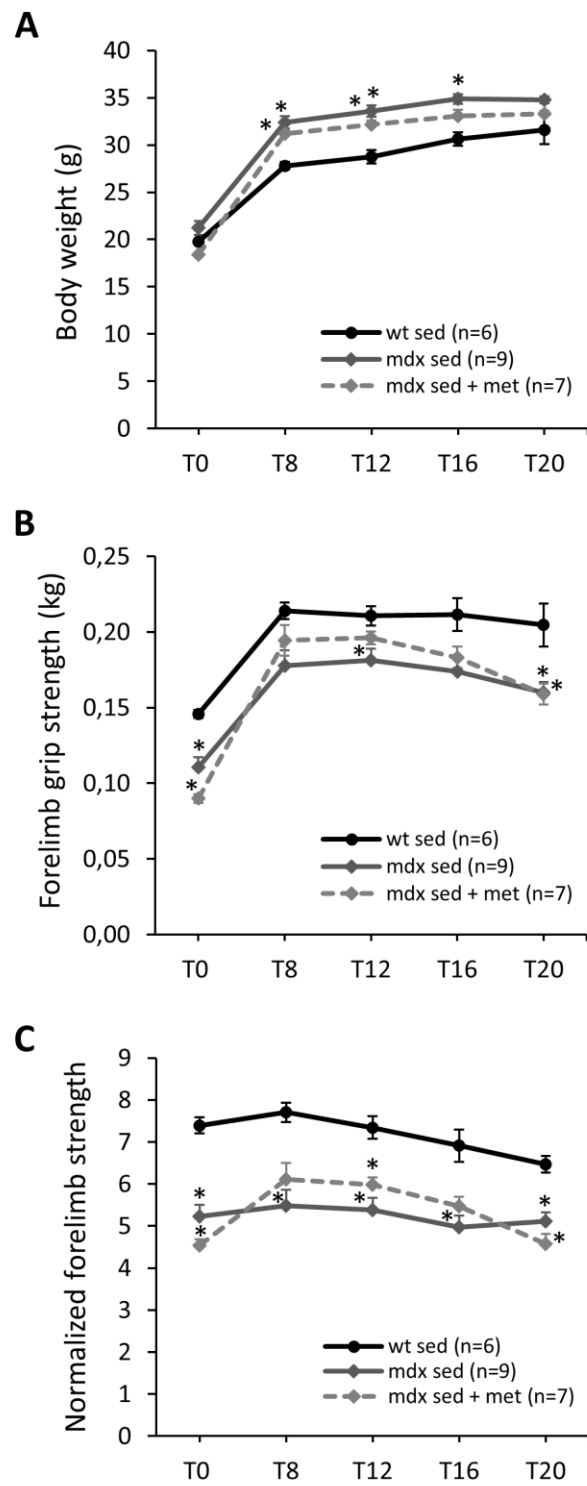 A
Body weight (g)
40
35
30
25
20
15
10
5
0
* * * * *
wt sed (n=6)
mdx sed (n=9)
mdx sed + met (n=7)
T0 T8 T12 T16 T20
B
Forelimb grip strength (kg)
0,25
0,20
0,15
0,10
0,05
0,00
* * * * *
wt sed (n=6)
mdx sed (n=9)
mdx sed + met (n=7)
T0 T8 T12 T16 T20
C
Normalized forelimb strength
9
8
7
6
5
4
3
2
1
0
* * * * * * * *
wt sed (n=6)
mdx sed (n=9)
mdx sed + met (n=7)
T0 T8 T12 T16 T20